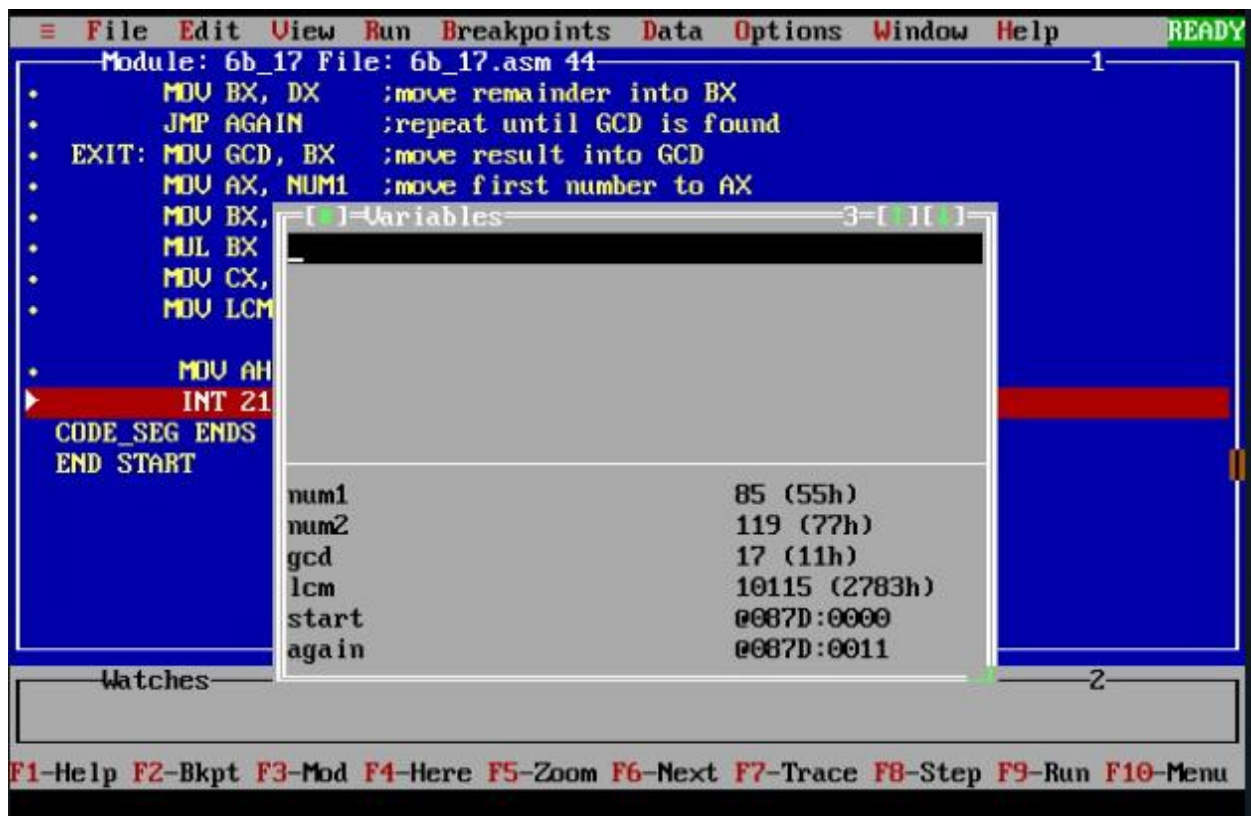 ≡ File Edit View Run Breakpoints Data Options Window Help READY
Module: 6b_17 File: 6b_17.asm 44 1
MOV BX, DX ;move remainder into BX
JMP AGAIN ;repeat until GCD is found
EXIT: MOV GCD, BX ;move result into GCD
MOV AX, NUM1 ;move first number to AX
MOV BX,
MUL BX
MOV CX,
MOV LCM
MOV AH
INT 21
CODE_SEG ENDS
END START
[■]=Variables 3=[↑][↓]
_
num1 85 (55h)
num2 119 (77h)
gcd 17 (11h)
lcm 10115 (2783h)
start @087D:0000
again @087D:0011
Watches 2
F1-Help F2-Bkpt F3-Mod F4-Here F5-Zoom F6-Next F7-Trace F8-Step F9-Run F10-Menu